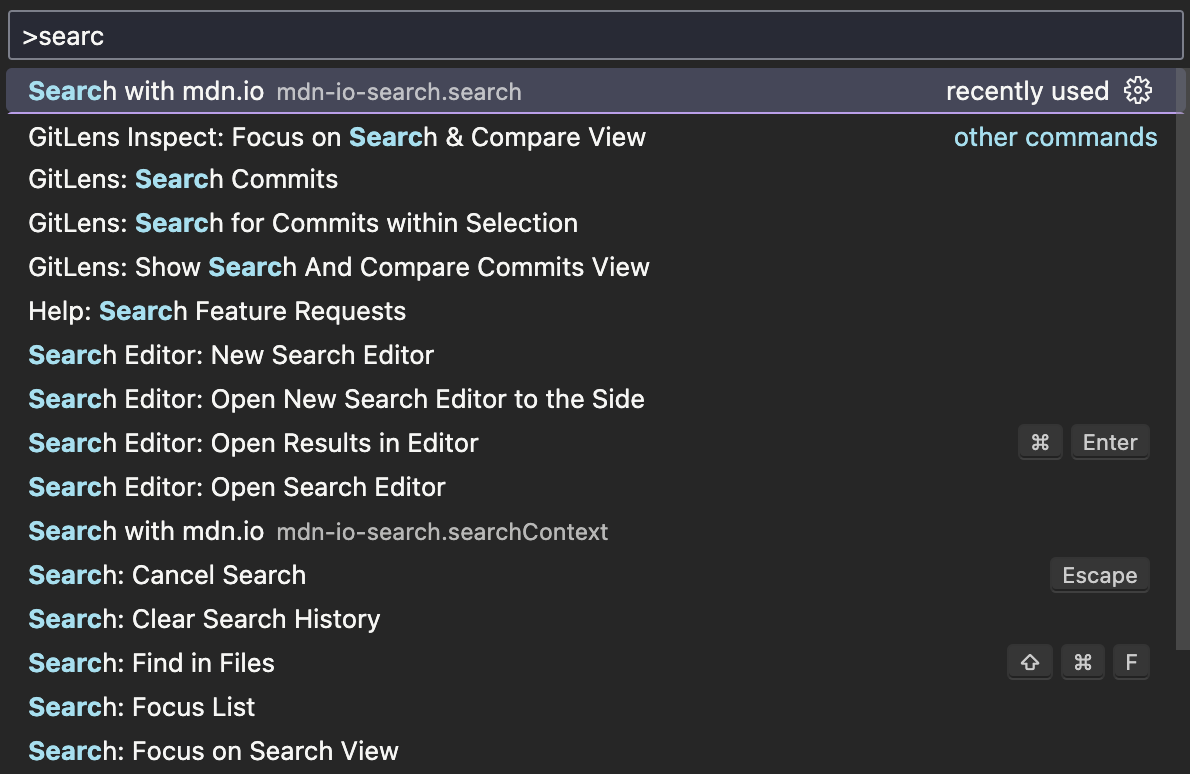 >searc
Search with mdn.io mdn-io-search.search recently used
GitLens Inspect: Focus on Search & Compare View other commands
GitLens: Search Commits
GitLens: Search for Commits within Selection
GitLens: Show Search And Compare Commits View
Help: Search Feature Requests
Search Editor: New Search Editor
Search Editor: Open New Search Editor to the Side
Search Editor: Open Results in Editor ⌘ Enter
Search Editor: Open Search Editor
Search with mdn.io mdn-io-search.searchContext
Search: Cancel Search Escape
Search: Clear Search History
Search: Find in Files ⇧ ⌘ F
Search: Focus List
Search: Focus on Search View